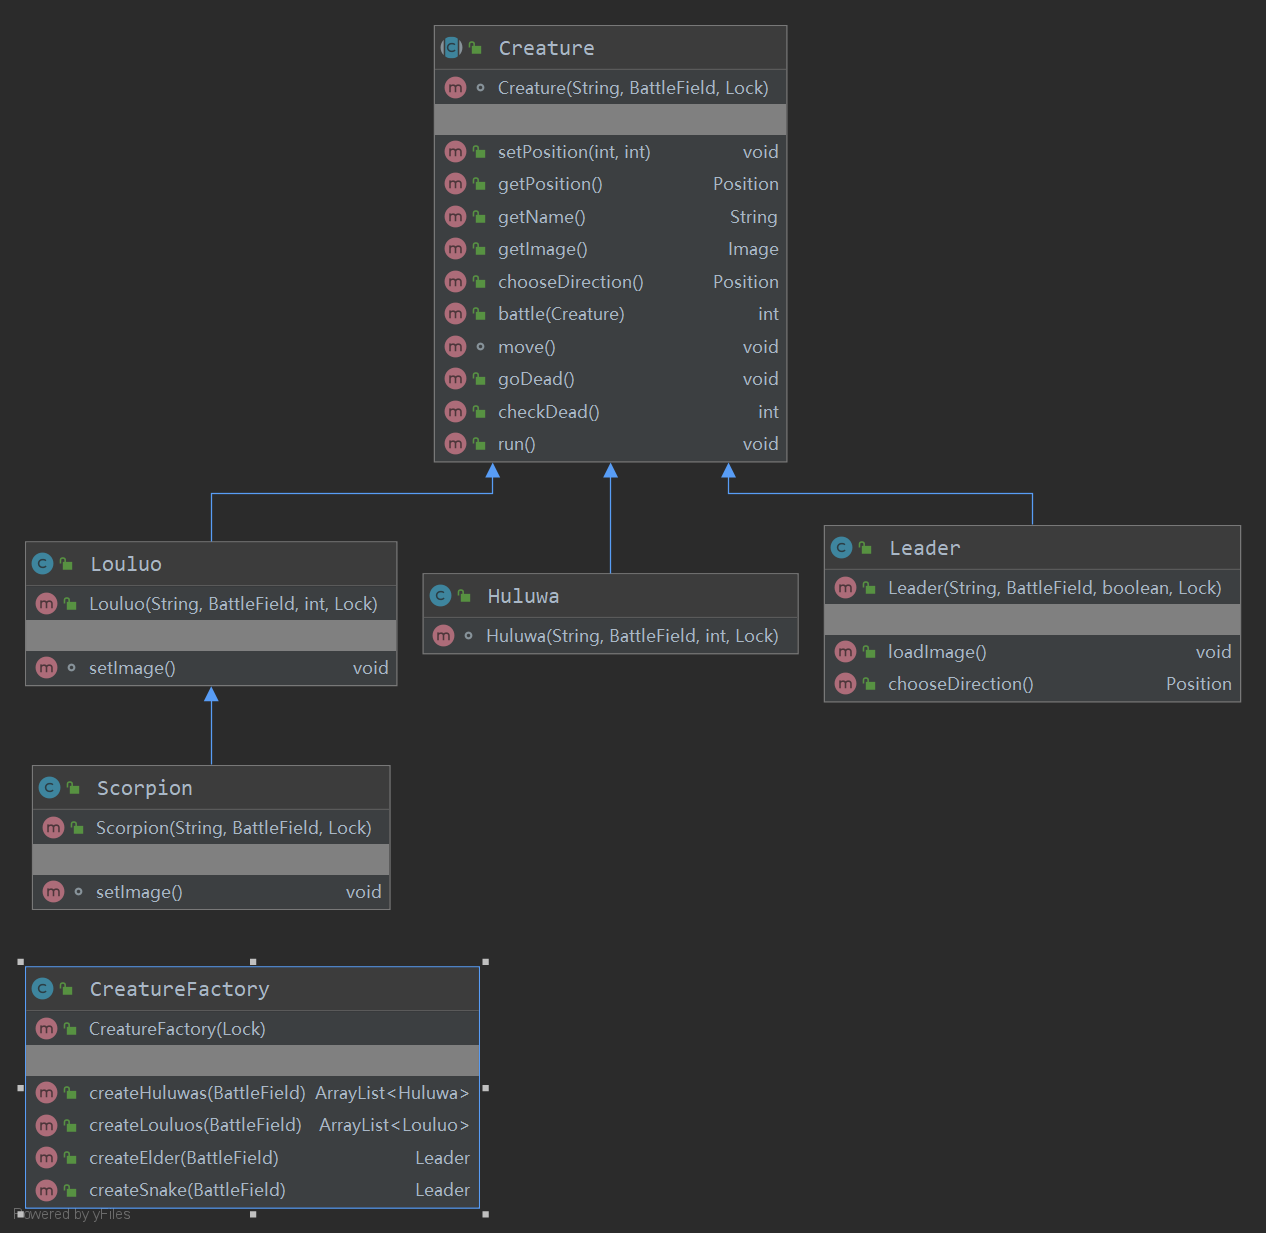 Creature
Creature(String, BattleField, Lock)
setPosition(int, int) void
getPosition() Position
getName() String
getImage() Image
chooseDirection() Position
battle(Creature) int
move() void
goDead() void
checkDead() int
run() void
Louluo
Louluo(String, BattleField, int, Lock)
setImage() void
Huluwa
Huluwa(String, BattleField, int, Lock)
Leader
Leader(String, BattleField, boolean, Lock)
loadImage() void
chooseDirection() Position
Scorpion
Scorpion(String, BattleField, Lock)
setImage() void
CreatureFactory
CreatureFactory(Lock)
createHuluwas(BattleField) ArrayList<Huluwa>
createLouluos(BattleField) ArrayList<Louluo>
createElder(BattleField) Leader
createSnake(BattleField) Leader
Powered by yFiles